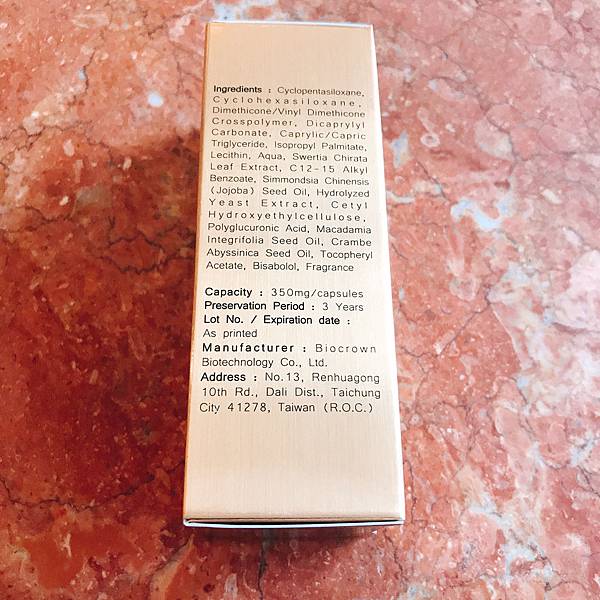 Ingredients : Cyclopentasiloxane,
Cyclohexasiloxane,
Dimethicone/Vinyl Dimethicone
Crosspolymer, Dicaprylyl
Carbonate, Caprylic/Capric
Triglyceride, Isopropyl Palmitate,
Lecithin, Aqua, Swertia Chirata
Leaf Extract, C12-15 Alkyl
Benzoate, Simmondsia Chinensis
(Jojoba) Seed Oil, Hydrolyzed
Yeast Extract, Cetyl
Hydroxyethylcellulose,
Polyglucuronic Acid, Macadamia
Integrifolia Seed Oil, Crambe
Abyssinica Seed Oil, Tocopheryl
Acetate, Bisabolol, Fragrance
Capacity : 350mg/capsules
Preservation Period : 3 Years
Lot No. / Expiration date :
As printed
Manufacturer : Biocrown
Biotechnology Co., Ltd.
Address : No.13, Renhuagong
10th Rd., Dali Dist., Taichung
City 41278, Taiwan (R.O.C.)